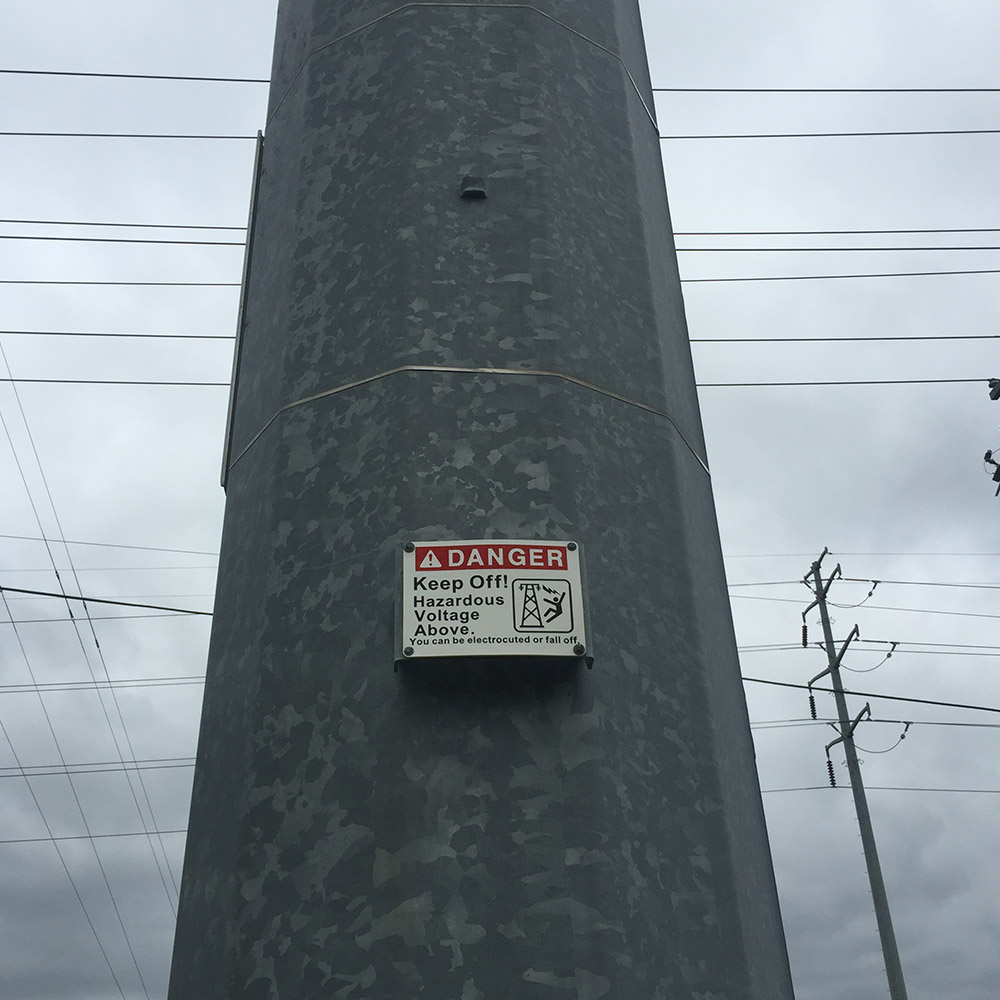 DANGER
Keep Off!
Hazardous
Voltage
Above.
You can be electrocuted or fall off.